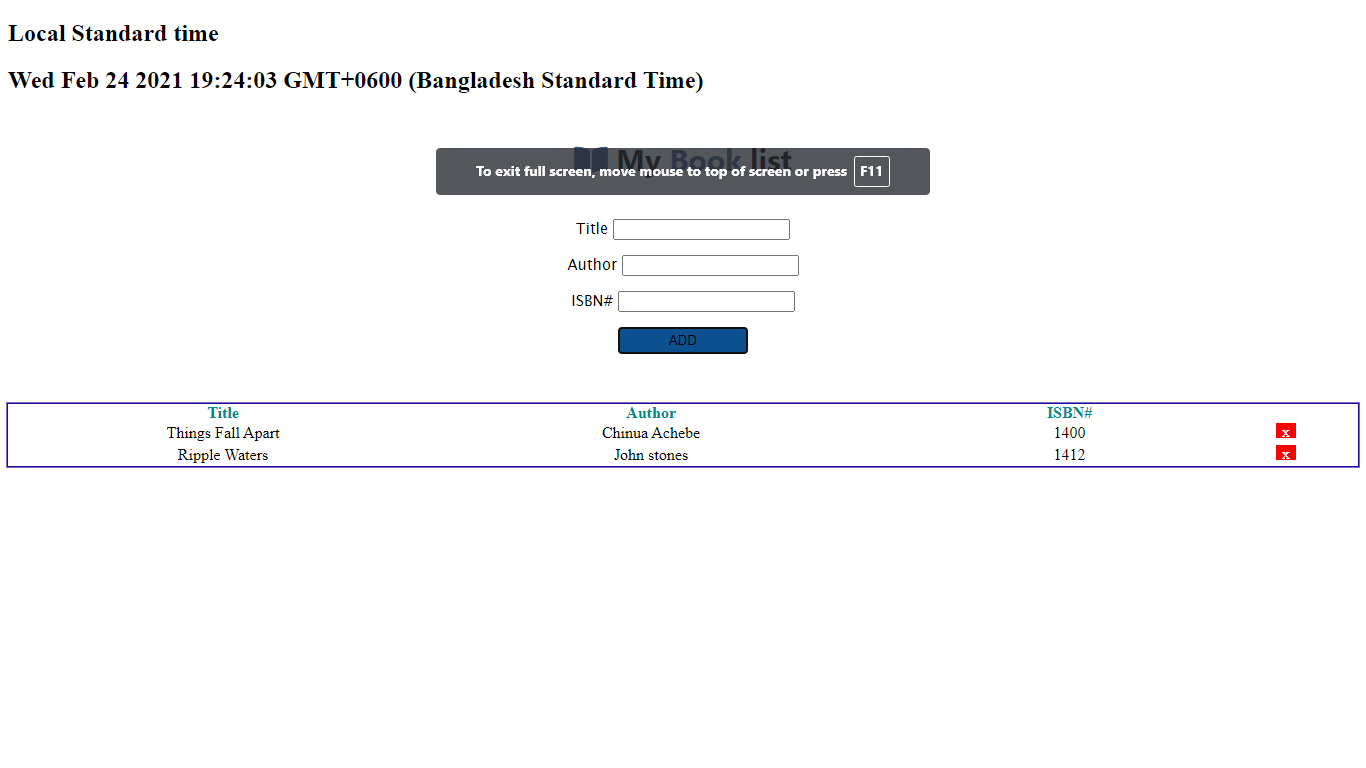 Local Standard time
Wed Feb 24 2021 19:24:03 GMT+0600 (Bangladesh Standard Time)
My Book list
To exit full screen, move mouse to top of screen or press F11
Title
Author
ISBN#
ADD
Title Author ISBN#
Things Fall Apart Chinua Achebe 1400 x
Ripple Waters John stones 1412 x